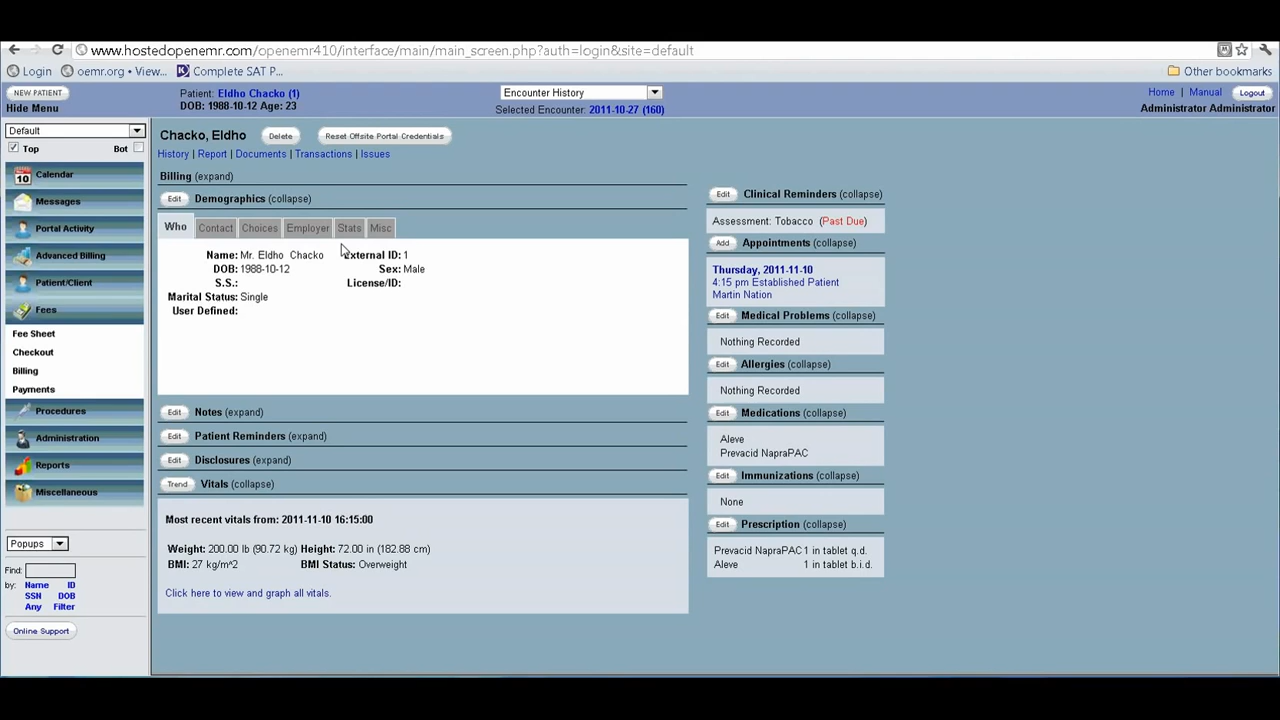 www.hostedopenemr.com/openemr410/interface/main/main_screen.php?auth=login&site=default
Login oemr.org • View... Complete SAT P... Other bookmarks
NEW PATIENT
Hide Menu
Patient: Eldho Chacko (1)
DOB: 1988-10-12 Age: 23
Encounter History
Selected Encounter: 2011-10-27 (160)
Home | Manual Logout
Administrator Administrator
Default
Top Bot
Calendar
Messages
Portal Activity
Advanced Billing
Patient/Client
Fees
Fee Sheet
Checkout
Billing
Payments
Procedures
Administration
Reports
Miscellaneous
Popups
Find:
by: Name ID
SSN DOB
Any Filter
Online Support
Chacko, Eldho Delete Reset Offsite Portal Credentials
History | Report | Documents | Transactions | Issues
Billing (expand)
Edit Demographics (collapse)
Who Contact Choices Employer Stats Misc
Name: Mr. Eldho Chacko External ID: 1
DOB: 1988-10-12 Sex: Male
S.S.: License/ID:
Marital Status: Single
User Defined:
Edit Notes (expand)
Edit Patient Reminders (expand)
Edit Disclosures (expand)
Trend Vitals (collapse)
Most recent vitals from: 2011-11-10 16:15:00
Weight: 200.00 lb (90.72 kg) Height: 72.00 in (182.88 cm)
BMI: 27 kg/m^2 BMI Status: Overweight
Click here to view and graph all vitals.
Edit Clinical Reminders (collapse)
Assessment: Tobacco (Past Due)
Add Appointments (collapse)
Thursday, 2011-11-10
4:15 pm Established Patient
Martin Nation
Edit Medical Problems (collapse)
Nothing Recorded
Edit Allergies (collapse)
Nothing Recorded
Edit Medications (collapse)
Aleve
Prevacid NapraPAC
Edit Immunizations (collapse)
None
Edit Prescription (collapse)
Prevacid NapraPAC 1 in tablet q.d.
Aleve 1 in tablet b.i.d.